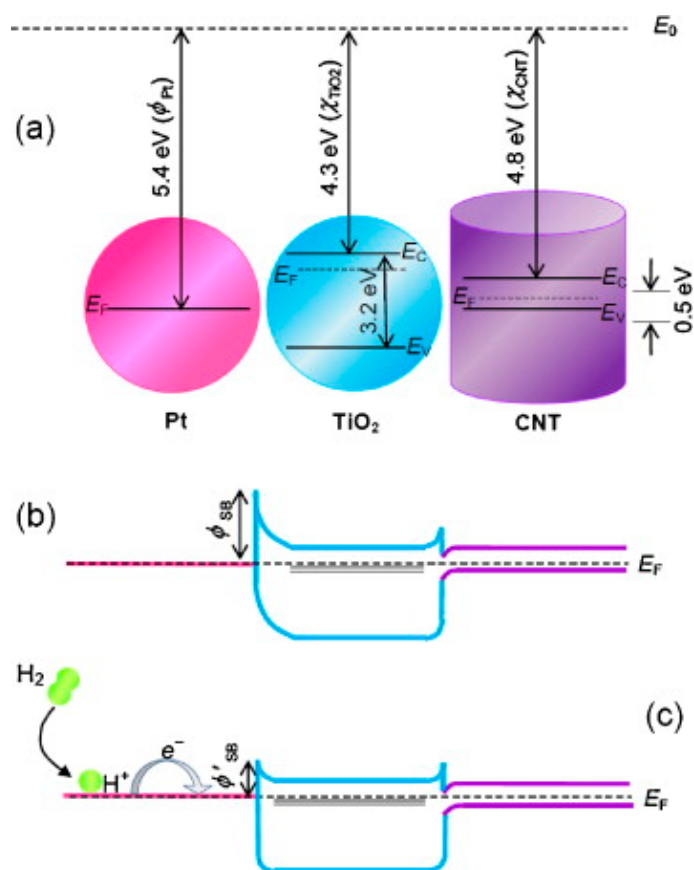 E₀
(a)
5.4 eV (ϕPt)
4.3 eV (χTiO2)
4.8 eV (χCNT)
EF
EC
EF
3.2 eV
EV
EC
EF
EV
0.5 eV
Pt
TiO₂
CNT
(b)
ϕSB
EF
H₂
(c)
H⁺
e⁻
ϕ'SB
EF